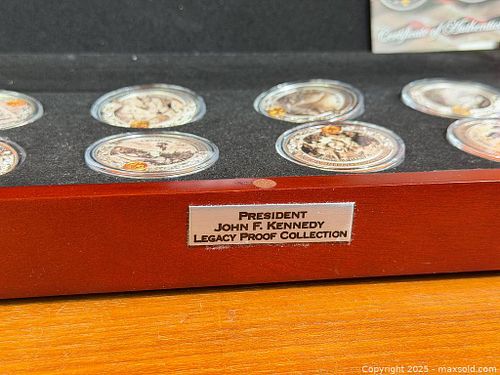 Certificate of Authenticity
PRESIDENT
JOHN F. KENNEDY
LEGACY PROOF COLLECTION
Copyright 2025 - maxsold.com